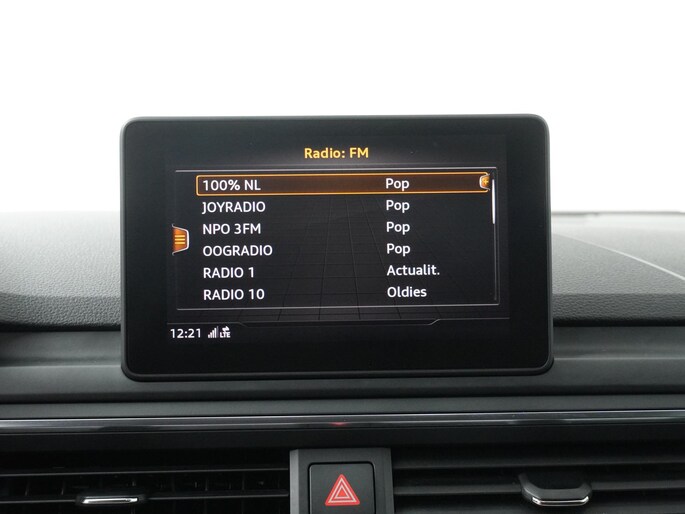 Radio: FM
100% NL Pop
JOYRADIO Pop
NPO 3FM Pop
OOGRADIO Pop
RADIO 1 Actualit.
RADIO 10 Oldies
12:21 LTE